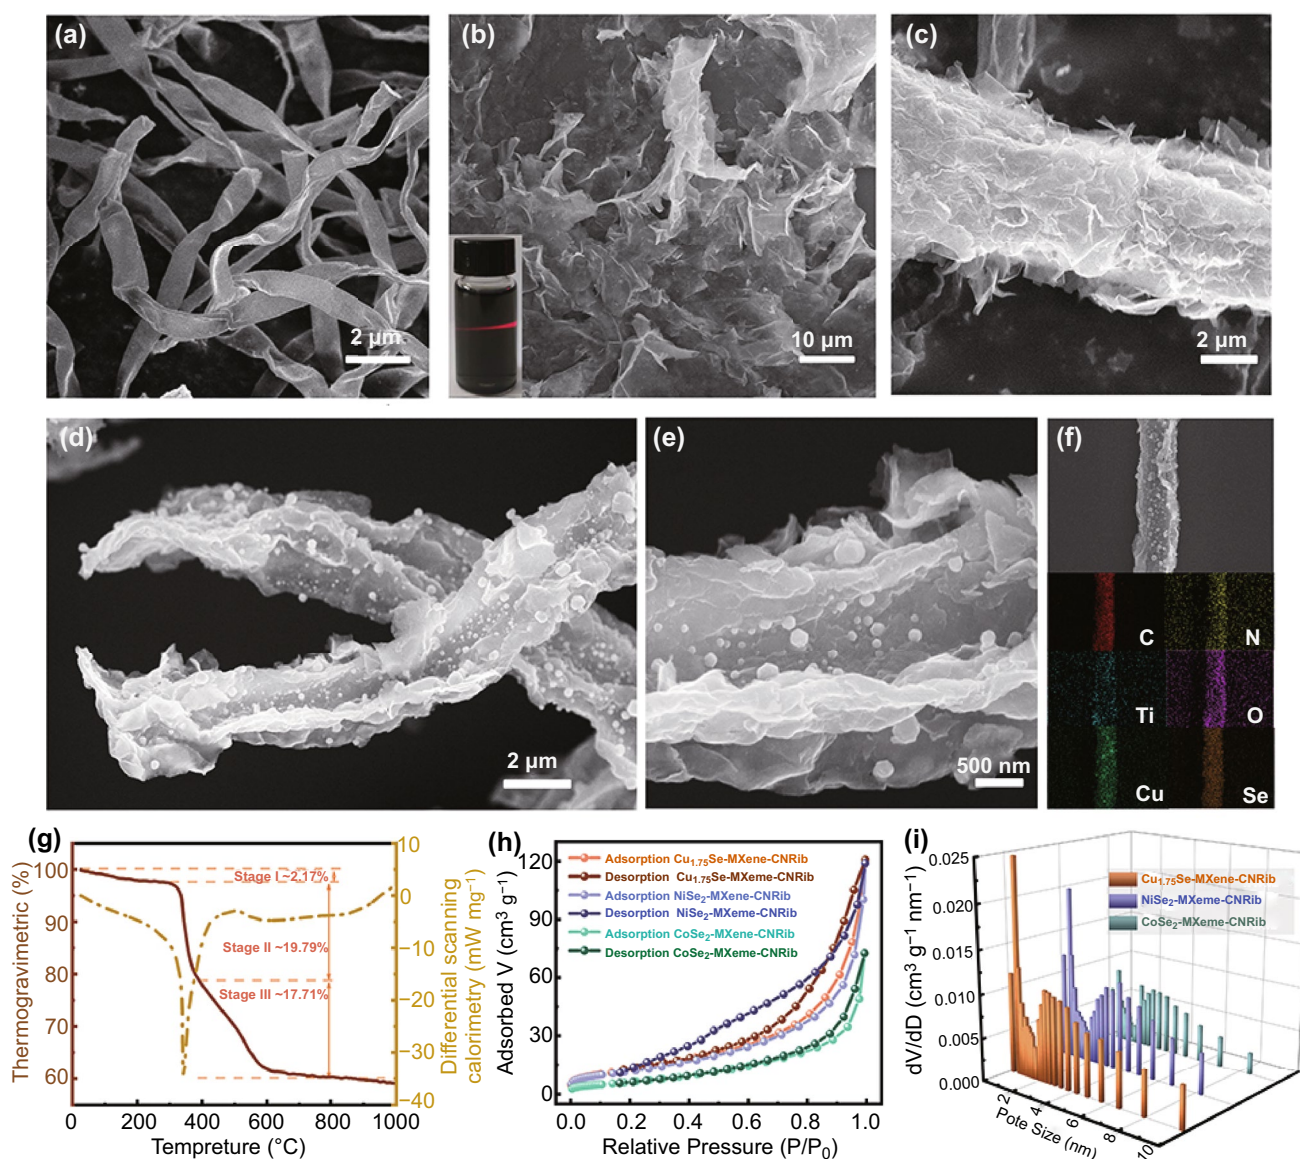 (a)
2 μm
(b)
10 μm
(c)
2 μm
(d)
2 μm
(e)
500 nm
(f)
C
N
Ti
O
Cu
Se
(g)
Thermogravimetric (%)
100
90
80
70
60
Stage I ~2.17%
Stage II ~19.79%
Stage III ~17.71%
10
0
−10
−20
−30
−40
Differential scanning
calorimetry (mW mg⁻¹)
0 200 400 600 800 1000
Tempreture (°C)
(h)
Adsorbed V (cm³ g⁻¹)
120
90
60
30
0
Adsorption Cu₁.₇₅Se-MXene-CNRib
Desorption Cu₁.₇₅Se-MXeme-CNRib
Adsorption NiSe₂-MXeme-CNRib
Desorption NiSe₂-MXeme-CNRib
Adsorption CoSe₂-MXene-CNRib
Desorption CoSe₂-MXeme-CNRib
0.0 0.2 0.4 0.6 0.8 1.0
Relative Pressure (P/P₀)
(i)
dV/dD (cm³ g⁻¹ nm⁻¹)
0.025
0.020
0.015
0.010
0.005
0.000
Cu₁.₇₅Se-MXene-CNRib
NiSe₂-MXeme-CNRib
CoSe₂-MXeme-CNRib
2 4 6 8 10
Pote Size (nm)